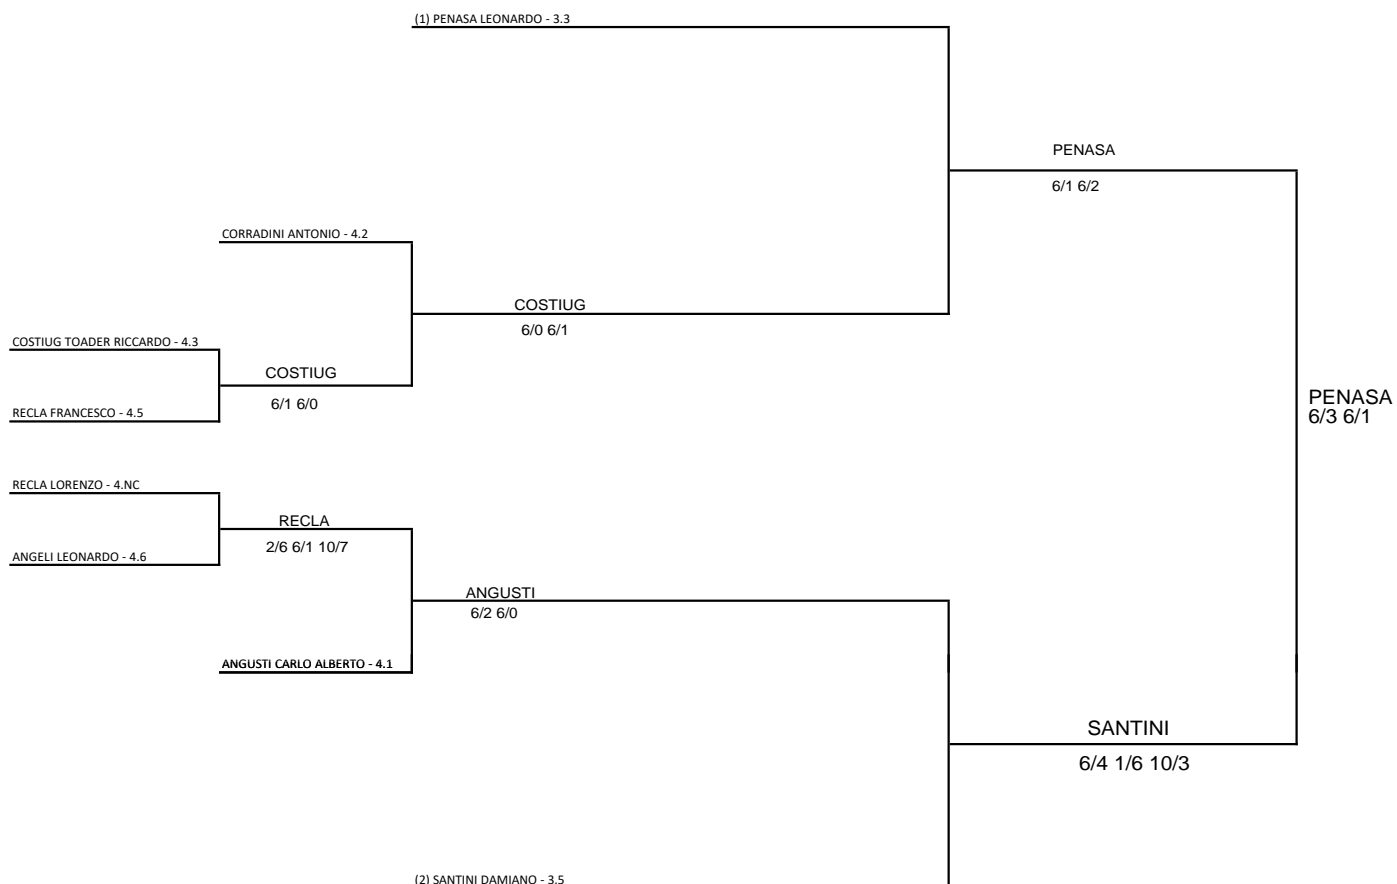 (1) PENASA LEONARDO - 3.3
PENASA
6/1 6/2
CORRADINI ANTONIO - 4.2
COSTIUG
6/0 6/1
COSTIUG TOADER RICCARDO - 4.3
COSTIUG
6/1 6/0
RECLA FRANCESCO - 4.5
PENASA
6/3 6/1
RECLA LORENZO - 4.NC
RECLA
2/6 6/1 10/7
ANGELI LEONARDO - 4.6
ANGUSTI
6/2 6/0
ANGUSTI CARLO ALBERTO - 4.1
SANTINI
6/4 1/6 10/3
(2) SANTINI DAMIANO - 3.5